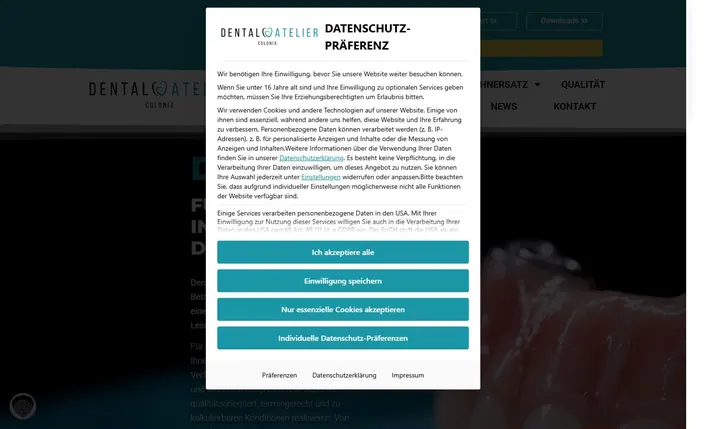 Downloads »
DENTAL ATELIER
COLONIA
QUALITÄT
NEWS
KONTAKT
DENTAL ATELIER
COLONIA
DATENSCHUTZ-
PRÄFERENZ
Wir benötigen Ihre Einwilligung, bevor Sie unsere Website weiter besuchen können.
Wenn Sie unter 16 Jahre alt sind und Ihre Einwilligung zu optionalen Services geben
möchten, müssen Sie Ihre Erziehungsberechtigten um Erlaubnis bitten.
Wir verwenden Cookies und andere Technologien auf unserer Website. Einige von
ihnen sind essenziell, während andere uns helfen, diese Website und Ihre Erfahrung
zu verbessern. Personenbezogene Daten können verarbeitet werden (z. B. IP-
Adressen), z. B. für personalisierte Anzeigen und Inhalte oder die Messung von
Anzeigen und Inhalten.Weitere Informationen über die Verwendung Ihrer Daten
finden Sie in unserer Datenschutzerklärung. Es besteht keine Verpflichtung, in die
Verarbeitung Ihrer Daten einzuwilligen, um dieses Angebot zu nutzen. Sie können
Ihre Auswahl jederzeit unter Einstellungen widerrufen oder anpassen.Bitte beachten
Sie, dass aufgrund individueller Einstellungen möglicherweise nicht alle Funktionen
der Website verfügbar sind.
Einige Services verarbeiten personenbezogene Daten in den USA. Mit Ihrer
Einwilligung zur Nutzung dieser Services willigen Sie auch in die Verarbeitung Ihrer
Ich akzeptiere alle
Einwilligung speichern
Nur essenzielle Cookies akzeptieren
Individuelle Datenschutz-Präferenzen
Präferenzen
Datenschutzerklärung
Impressum